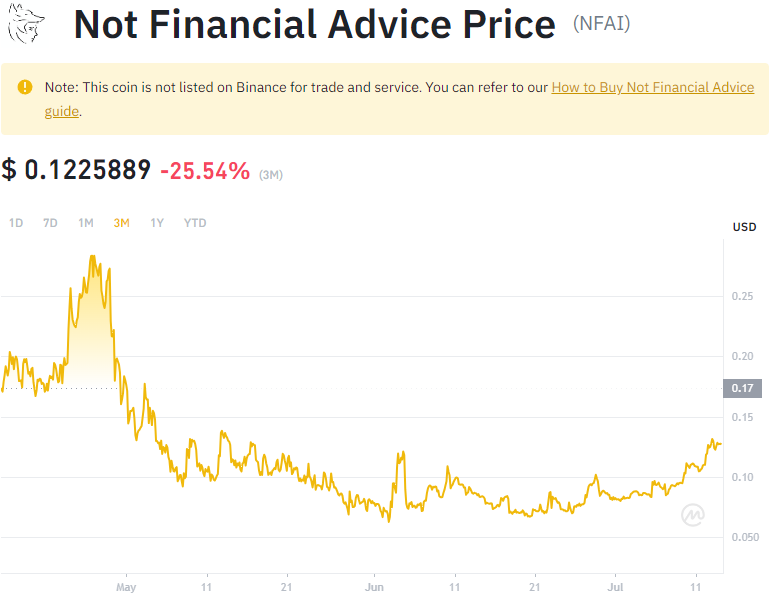 Not Financial Advice Price (NFAI)
Note: This coin is not listed on Binance for trade and service. You can refer to our How to Buy Not Financial Advice
guide.
$ 0.1225889 -25.54% (3M)
1D 7D 1M 3M 1Y YTD
USD
0.25
0.20
0.17
0.15
0.10
0.050
May 11 21 Jun 11 21 Jul 11